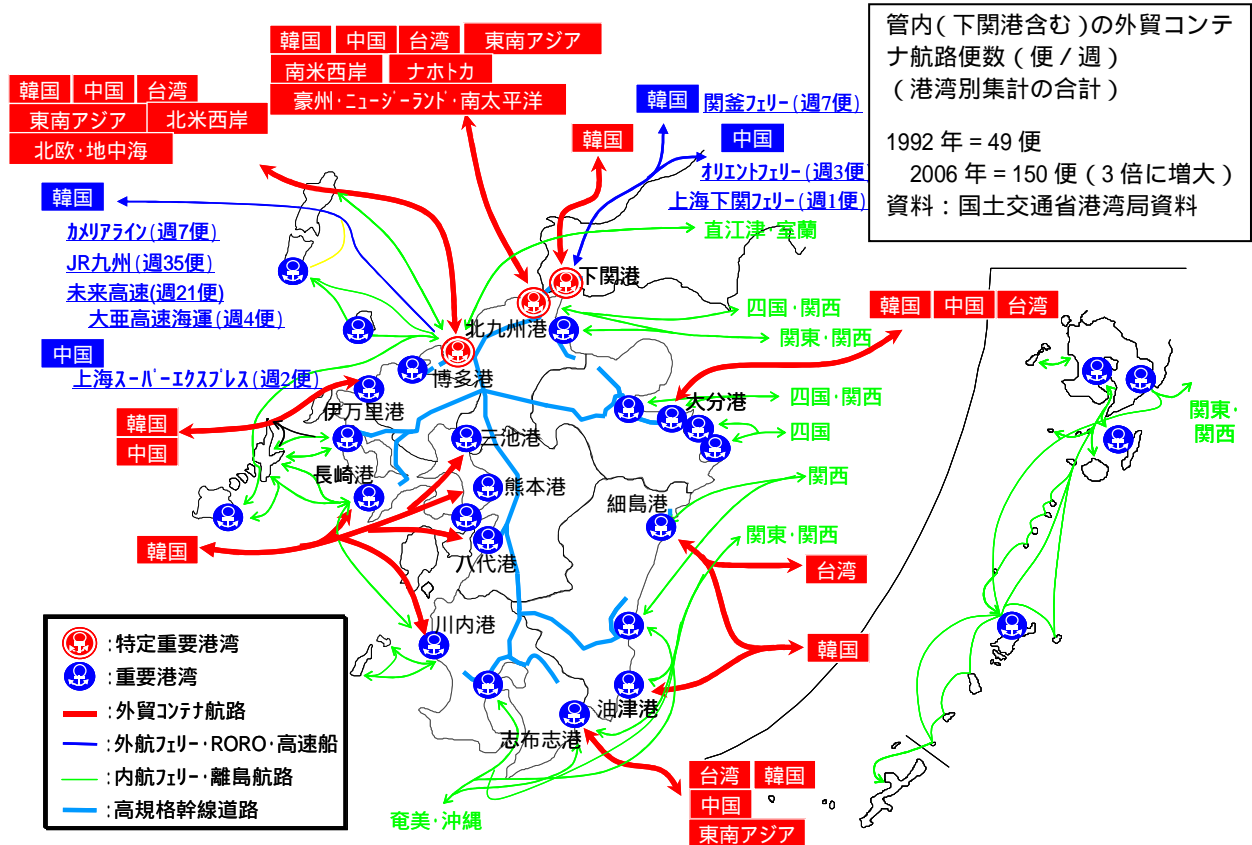 管内(下関港含む)の外貿コンテ
ナ航路便数(便/週)
(港湾別集計の合計)
1992年=49便
2006年=150便(3倍に増大)
資料:国土交通省港湾局資料
韓国 中国 台湾 東南アジア
南米西岸 ナホトカ
豪州・ニュージーランド・南太平洋
韓国 中国 台湾
東南アジア 北米西岸
北欧・地中海
韓国 関釜フェリー(週7便)
韓国
中国
オリエントフェリー(週3便)
上海下関フェリー(週1便)
韓国
カメリアライン(週7便)
JR九州(週35便)
未来高速(週21便)
大亜高速海運(週4便)
中国
上海スーパーエクスプレス(週2便)
直江津・室蘭
下関港
北九州港
四国・関西
関東・関西
韓国 中国 台湾
博多港
伊万里港
韓国
中国
大分港
四国・関西
四国
関東・
関西
三池港
長崎港
熊本港
関西
細島港
関東・関西
韓国
八代港
台湾
川内港
韓国
油津港
志布志港
台湾 韓国
中国
東南アジア
奄美・沖縄
:特定重要港湾
:重要港湾
:外貿コンテナ航路
:外航フェリー・RORO・高速船
:内航フェリー・離島航路
:高規格幹線道路